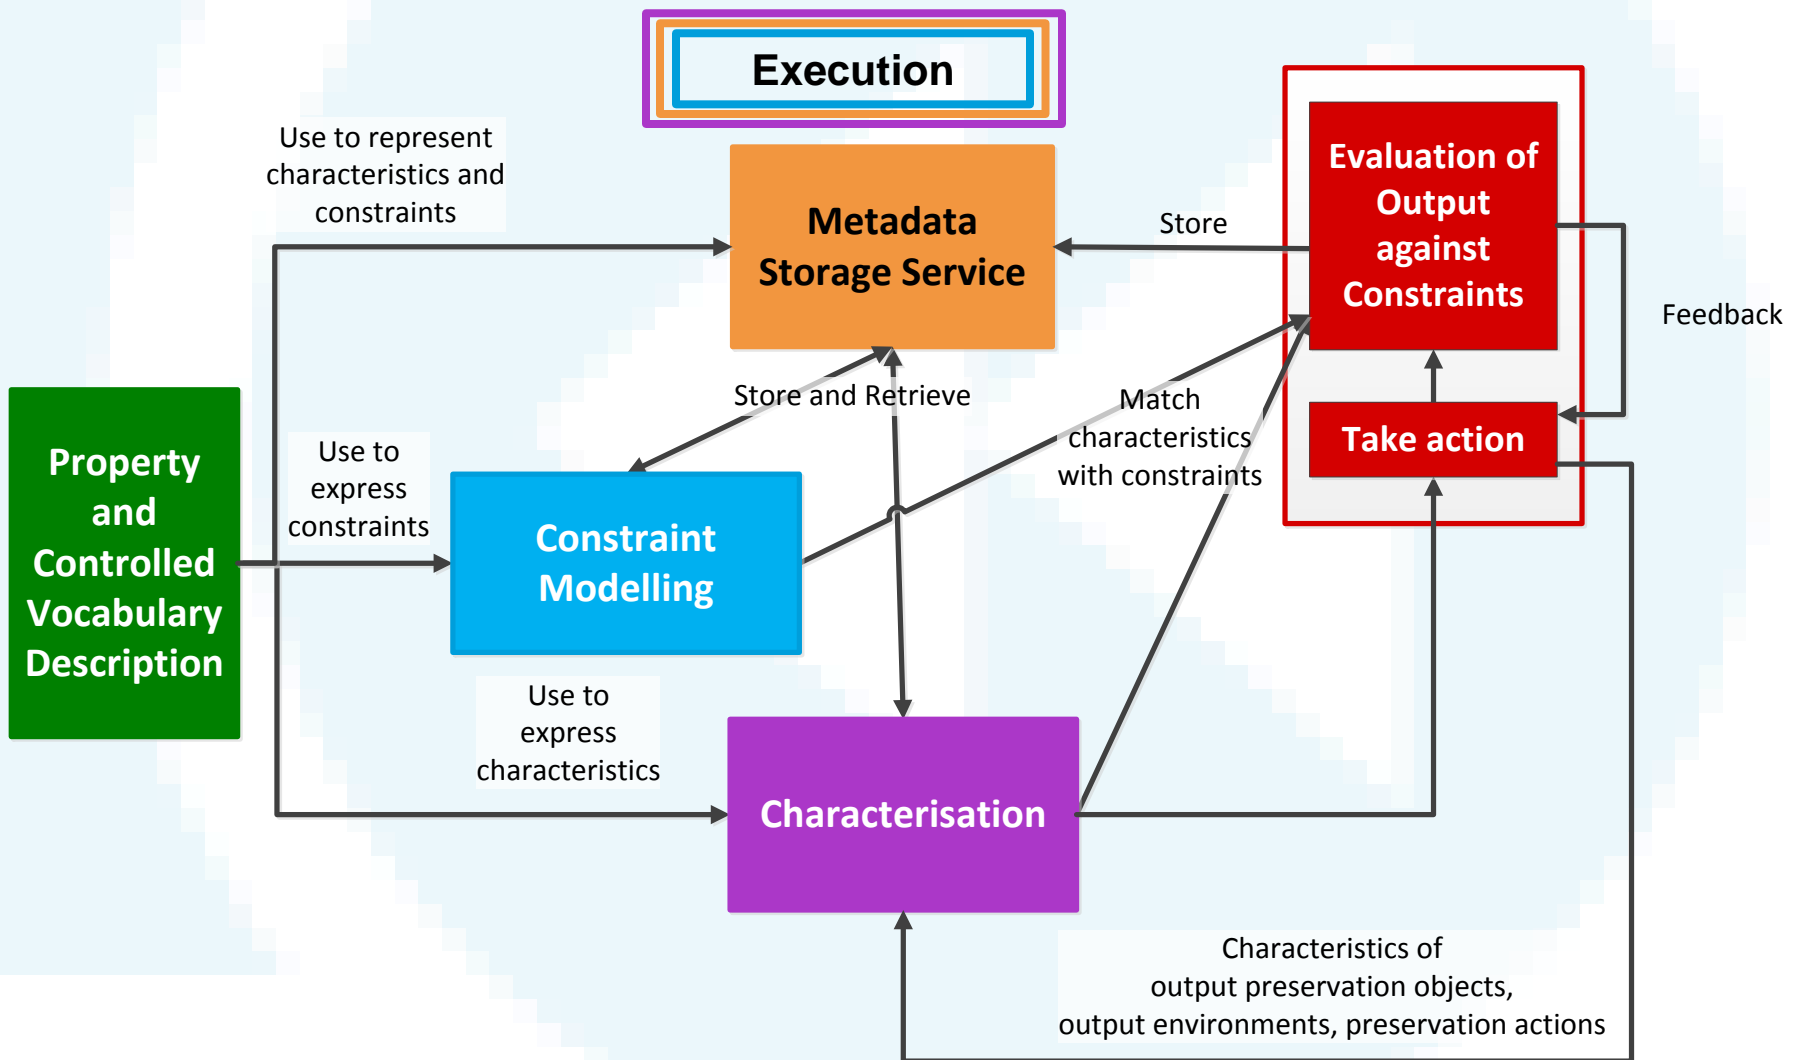 Execution
Use to represent
characteristics and
constraints
Metadata
Storage Service
Store
Evaluation of
Output
against
Constraints
Feedback
Store and Retrieve
Match
characteristics
with constraints
Take action
Property
and
Controlled
Vocabulary
Description
Use to
express
constraints
Constraint
Modelling
Use to
express
characteristics
Characterisation
Characteristics of
output preservation objects,
output environments, preservation actions